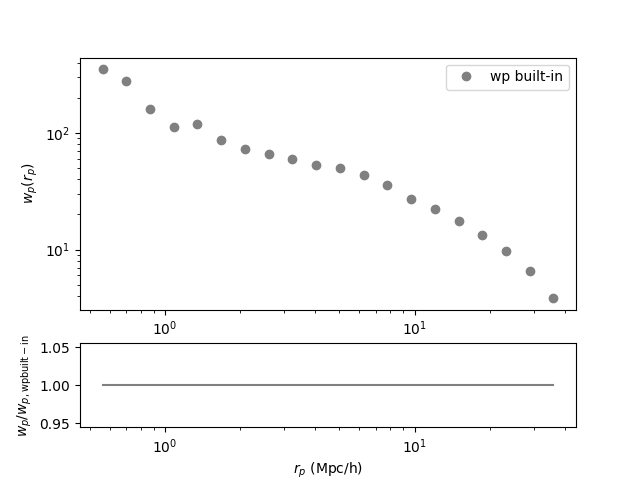 wp built-in
w_p(r_p)
10^2
10^1
10^0 10^1
w_p/w_{p, wpbuilt-in}
1.05
1.00
0.95
10^0 10^1
r_p (Mpc/h)